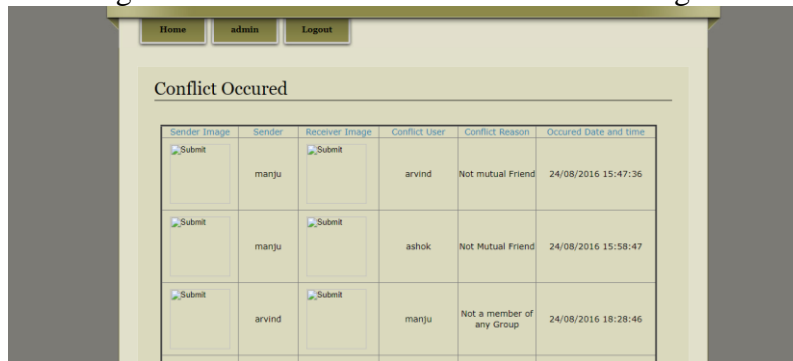 Home admin Logout
Conflict Occured
Sender Image Sender Receiver Image Conflict User Conflict Reason Occured Date and time
Submit manju Submit arvind Not mutual Friend 24/08/2016 15:47:36
Submit manju Submit ashok Not Mutual Friend 24/08/2016 15:58:47
Submit arvind Submit manju Not a member of
any Group 24/08/2016 18:28:46